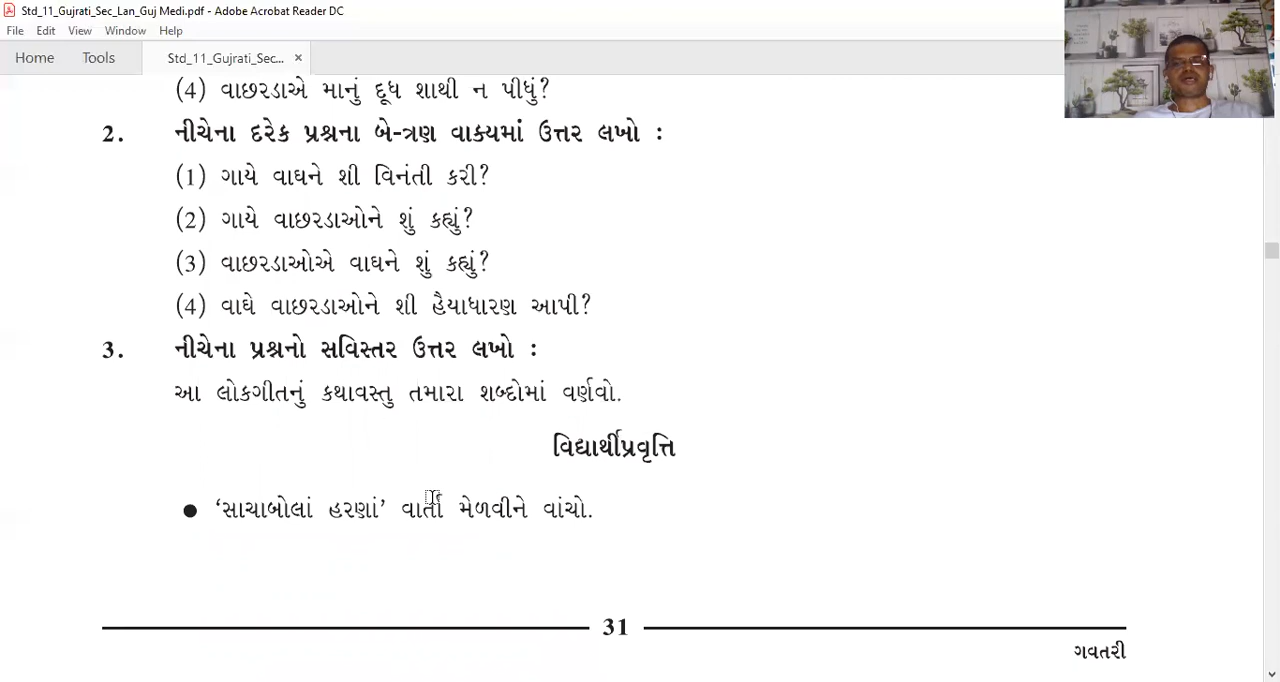 Std_11_Gujrati_Sec_Lan_Guj Medi.pdf - Adobe Acrobat Reader DC
File Edit View Window Help
Home Tools Std_11_Gujrati_Sec... ×
(4) વાછરડાએ માનું દૂધ શાથી ન પીધું?
2. નીચેના દરેક પ્રશ્નના બે-ત્રણ વાક્યમાં ઉત્તર લખો :
(1) ગાયે વાઘને શી વિનંતી કરી?
(2) ગાયે વાછરડાઓને શું કહ્યું?
(3) વાછરડાઓએ વાઘને શું કહ્યું?
(4) વાઘે વાછરડાઓને શી હૈયાધારણ આપી?
3. નીચેના પ્રશ્નનો સવિસ્તર ઉત્તર લખો :
આ લોકગીતનું કથાવસ્તુ તમારા શબ્દોમાં વર્ણવો.
વિદ્યાર્થીપ્રવૃત્તિ
● ‘સાચાબોલાં હરણાં’ વાર્તા મેળવીને વાંચો.
31
ગવતરી